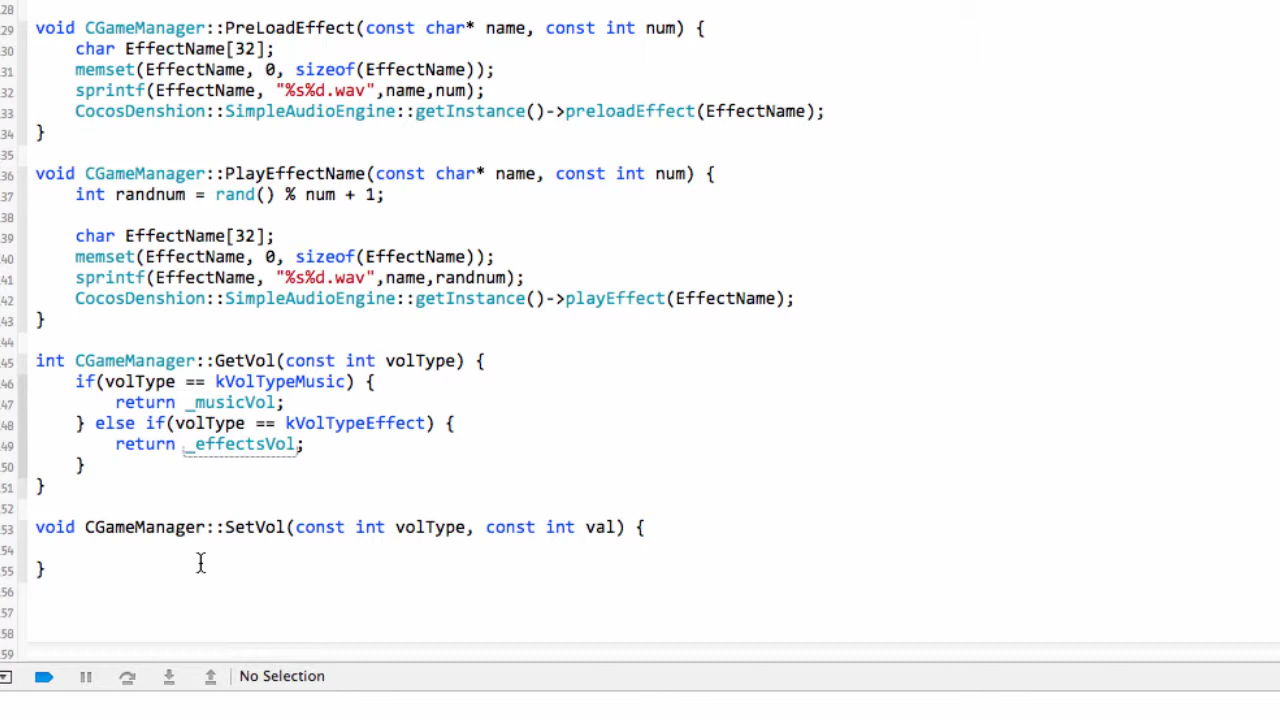 28
29 void CGameManager::PreLoadEffect(const char* name, const int num) {
30 char EffectName[32];
31 memset(EffectName, 0, sizeof(EffectName));
32 sprintf(EffectName, "%s%d.wav",name,num);
33 CocosDenshion::SimpleAudioEngine::getInstance()->preloadEffect(EffectName);
34 }
35
36 void CGameManager::PlayEffectName(const char* name, const int num) {
37 int randnum = rand() % num + 1;
38
39 char EffectName[32];
40 memset(EffectName, 0, sizeof(EffectName));
41 sprintf(EffectName, "%s%d.wav",name,randnum);
42 CocosDenshion::SimpleAudioEngine::getInstance()->playEffect(EffectName);
43 }
44
45 int CGameManager::GetVol(const int volType) {
46 if(volType == kVolTypeMusic) {
47 return _musicVol;
48 } else if(volType == kVolTypeEffect) {
49 return _effectsVol;
50 }
51 }
52
53 void CGameManager::SetVol(const int volType, const int val) {
54
55 }
56
57
58
59
No Selection